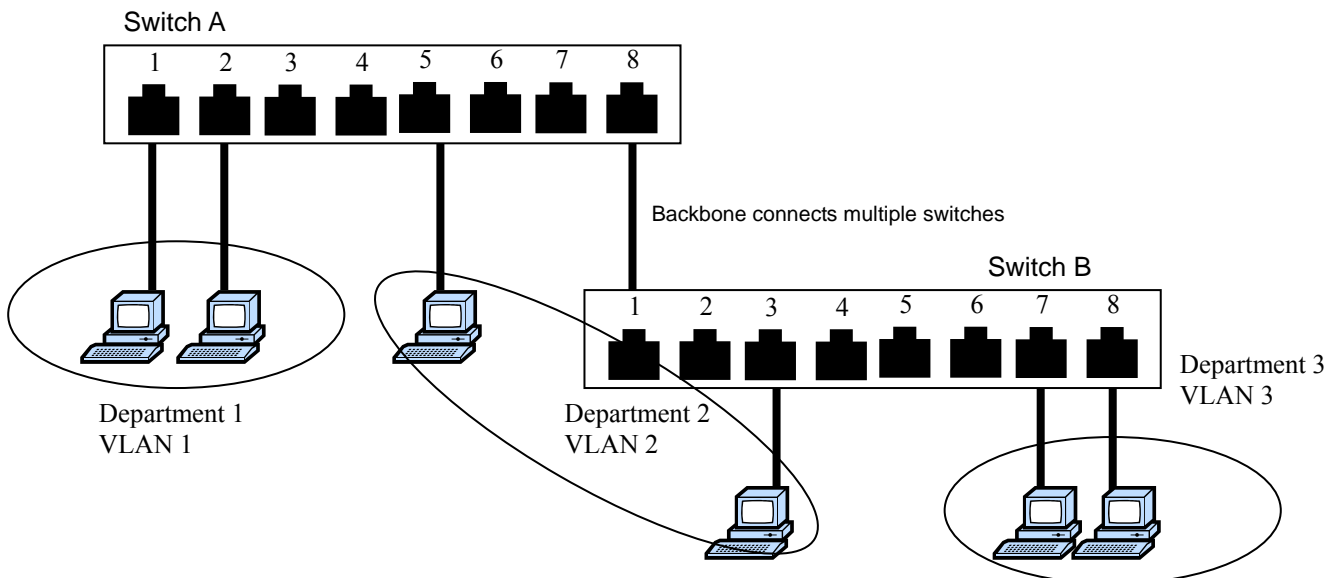 Switch A
1 2 3 4 5 6 7 8
Backbone connects multiple switches
Switch B
1 2 3 4 5 6 7 8
Department 3
VLAN 3
Department 1
VLAN 1
Department 2
VLAN 2